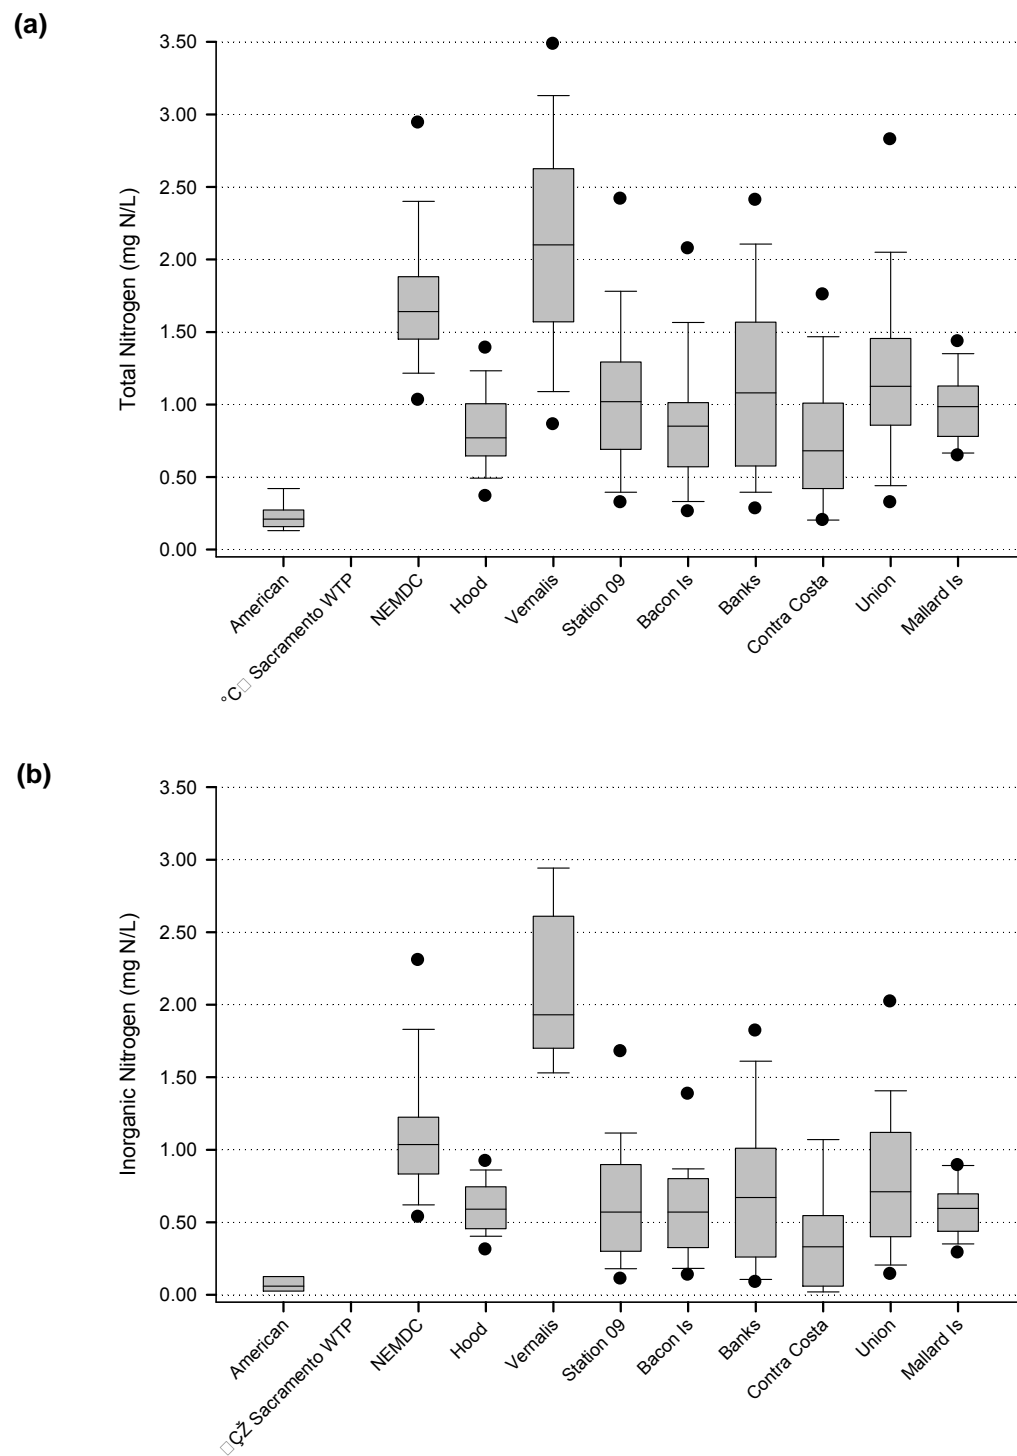 (a)
Total Nitrogen (mg N/L)
3.50
3.00
2.50
2.00
1.50
1.00
0.50
0.00
American
°C□ Sacramento WTP
NEMDC
Hood
Vernalis
Station 09
Bacon Is
Banks
Contra Costa
Union
Mallard Is
(b)
Inorganic Nitrogen (mg N/L)
3.50
3.00
2.50
2.00
1.50
1.00
0.50
0.00
American
□ÇŽ Sacramento WTP
NEMDC
Hood
Vernalis
Station 09
Bacon Is
Banks
Contra Costa
Union
Mallard Is